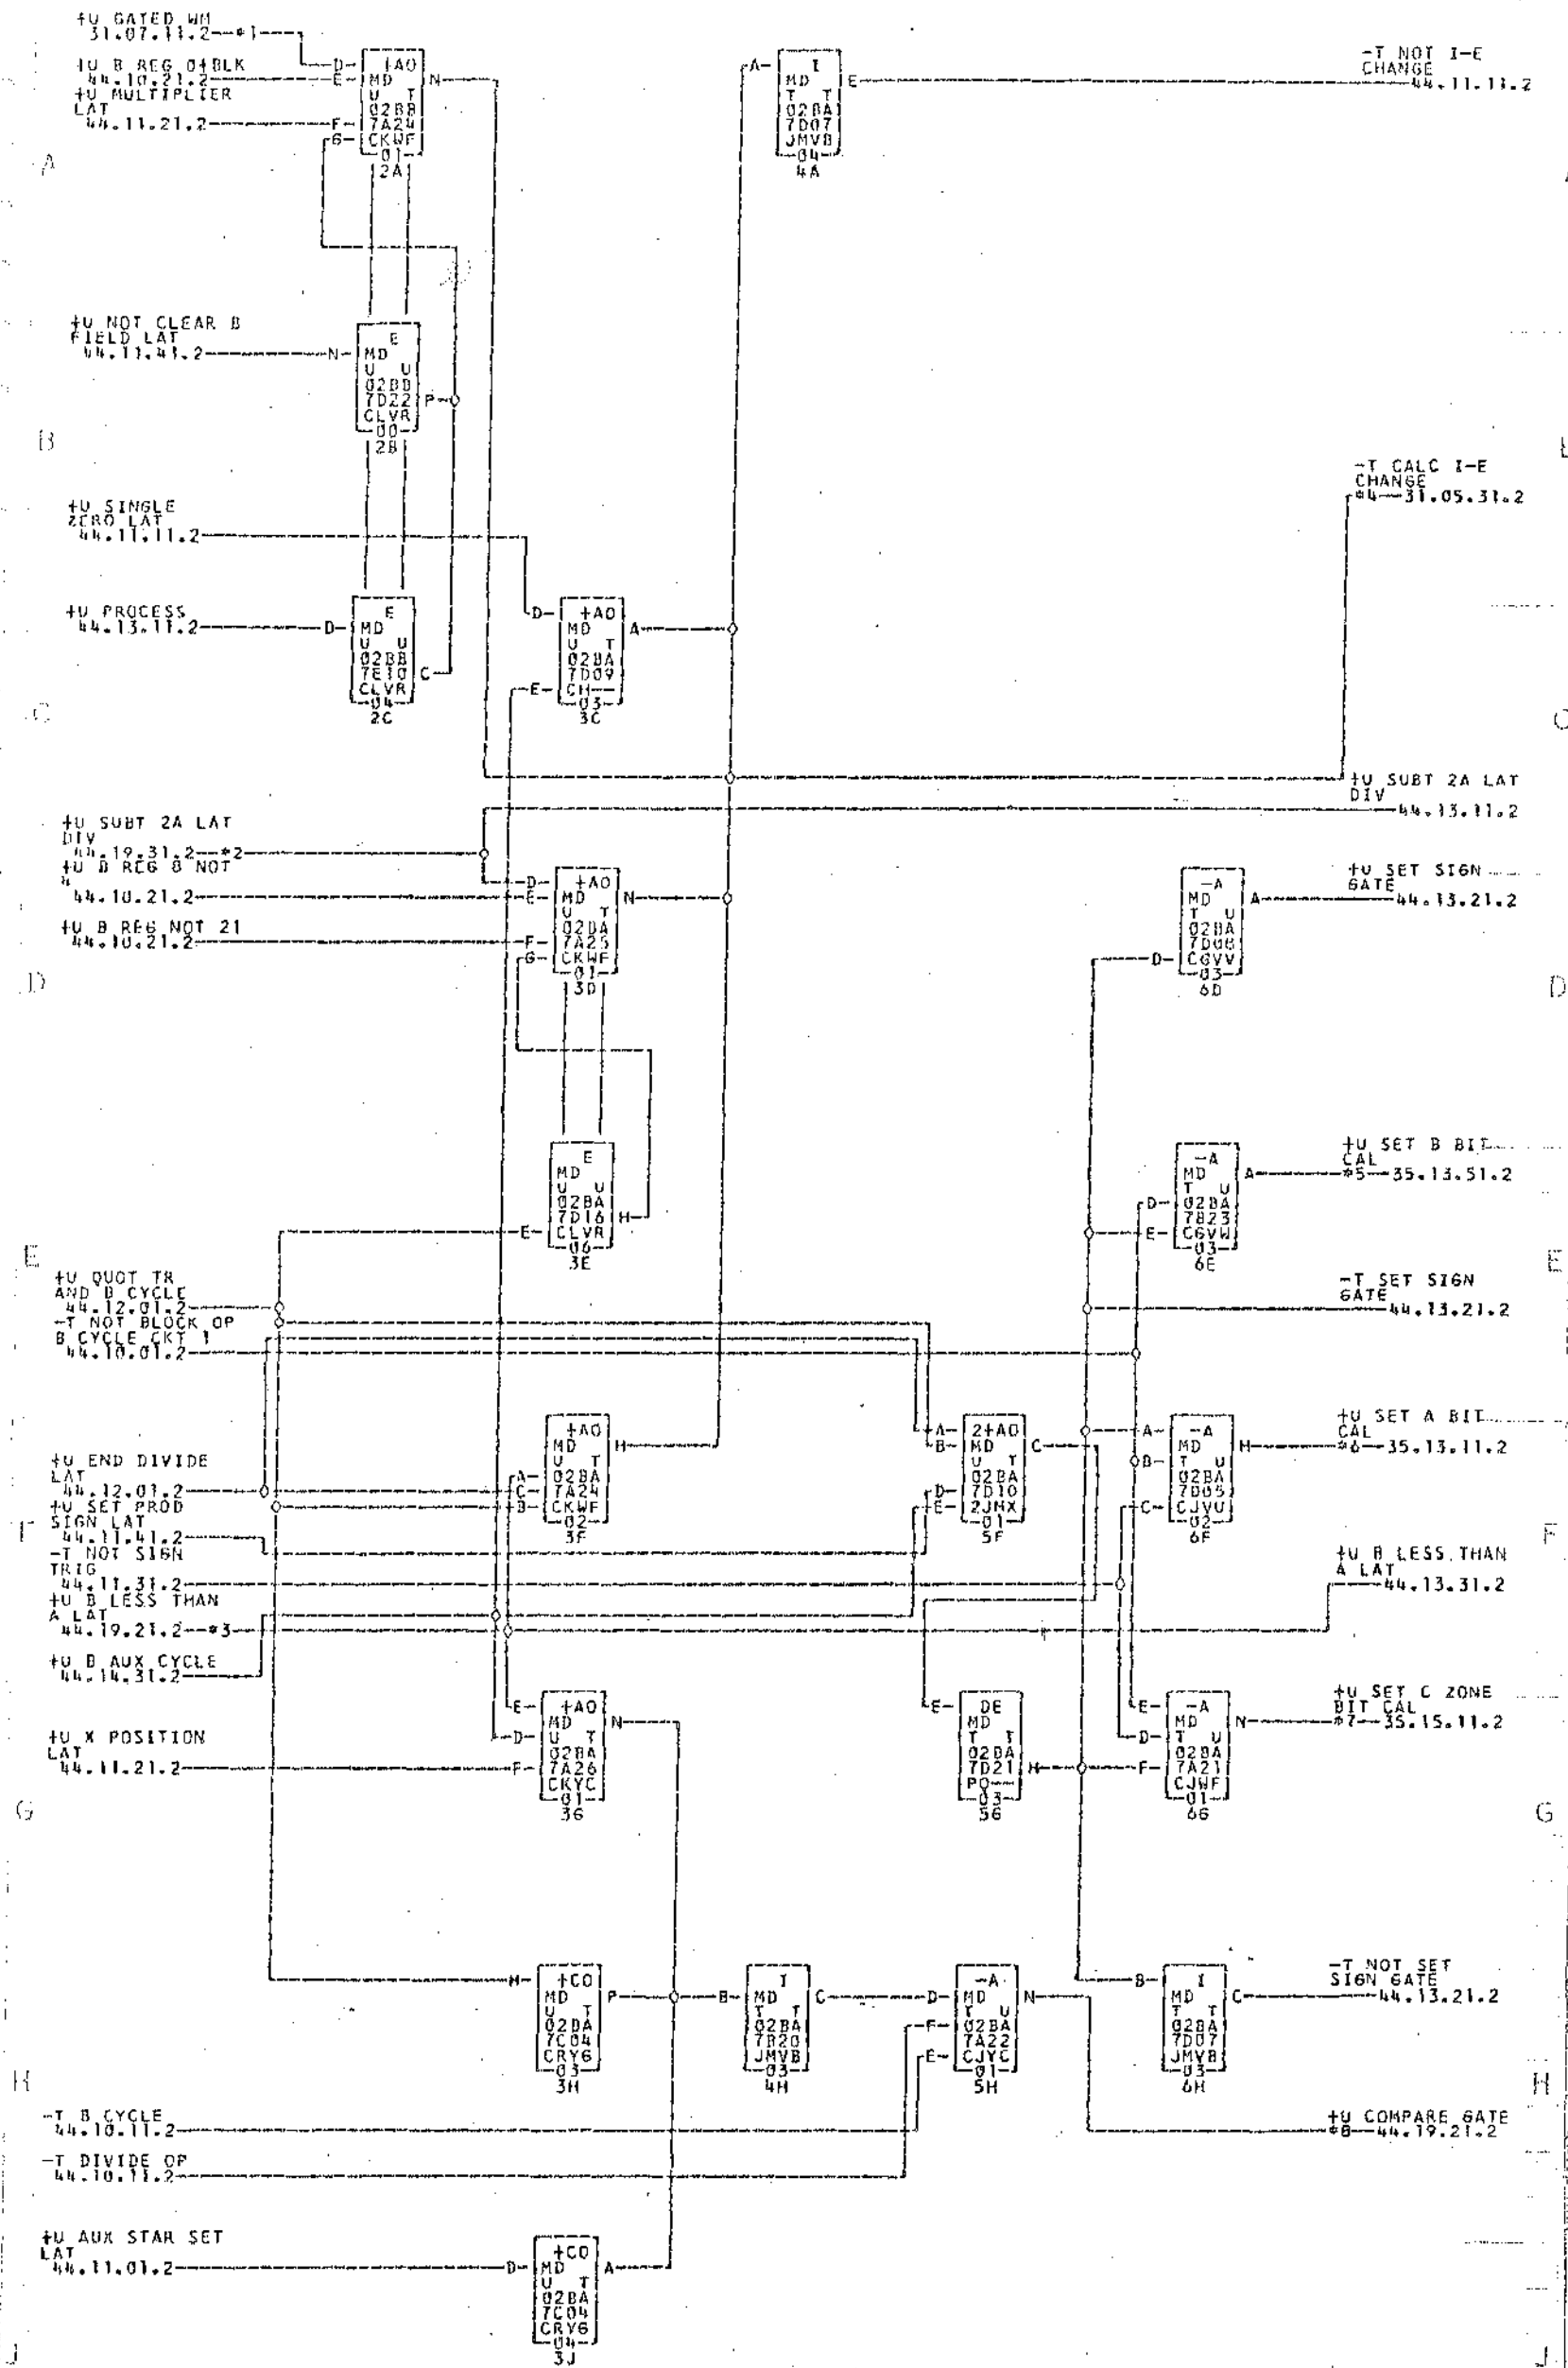 +U GATED WM
31.07.11.2--*1
+U B REG 0+BLK
44.10.21.2
+U MULTIPLIER
LAT
44.11.21.2
D
E
F
G
+AO
MD
U T
02BB
7A24
CKWF
01
2A
N
A
I
MD
T T
02BA
7D07
JMVB
04
4A
E
-T NOT I-E
CHANGE
44.11.11.2
A
+U NOT CLEAR B
FIELD LAT
44.11.41.2
N
E
MD
U U
02BB
7D22
CLVR
00
2B
P
B
-T CALC I-E
CHANGE
*4--31.05.31.2
+U SINGLE
ZERO LAT
44.11.11.2
+U PROCESS
44.13.11.2
D
E
MD
U U
02BB
7E10
CLVR
04
2C
C
D
E
+AO
MD
U T
02BA
7D09
CH--
03
3C
A
C
C
+U SUBT 2A LAT
DIV
44.13.11.2
+U SUBT 2A LAT
DIV
44.19.31.2--*2
+U B REG 8 NOT
4
44.10.21.2
+U B REG NOT 21
44.10.21.2
D
E
F
G
+AO
MD
U T
02BA
7A25
CKWF
01
3D
N
D
-A
MD
T U
02BA
7D06
CGVV
03
6D
A
+U SET SIGN
GATE
44.13.21.2
D
D
E
E
MD
U U
02BA
7D16
CLVR
06
3E
H
D
E
-A
MD
T U
02BA
7B23
CGVW
03
6E
A
+U SET B BIT
CAL
*5--35.13.51.2
E
E
+U QUOT TR
AND B CYCLE
44.12.01.2
-T NOT BLOCK OP
B CYCLE CKT 1
44.10.01.2
-T SET SIGN
GATE
44.13.21.2
+U END DIVIDE
LAT
44.12.01.2
+U SET PROD
SIGN LAT
44.11.41.2
-T NOT SIGN
TRIG
44.11.31.2
+U B LESS THAN
A LAT
44.19.21.2--*3
+U B AUX CYCLE
44.14.31.2
A
C
B
+AO
MD
U T
02BA
7A24
CKWF
02
3F
H
A
B
D
E
2+AO
MD
U T
02BA
7D10
2JMX
01
5F
C
A
B
C
-A
MD
T U
02BA
7D05
CJVU
02
6F
H
+U SET A BIT
CAL
*6--35.13.11.2
F
F
+U B LESS THAN
A LAT
44.13.31.2
+U X POSITION
LAT
44.11.21.2
E
D
F
+AO
MD
U T
02BA
7A26
CKYC
01
3G
N
E
DE
MD
T T
02BA
7D21
PQ--
03
5G
H
E
D
F
-A
MD
T U
02BA
7A21
CJWF
01
6G
N
+U SET C ZONE
BIT CAL
*7--35.15.11.2
G
G
M
+CO
MD
U T
02BA
7C04
CRYG
03
3H
P
B
I
MD
T T
02BA
7B20
JMVB
03
4H
C
D
F
E
-A
MD
T U
02BA
7A22
CJYC
01
5H
N
B
I
MD
T T
02BA
7D07
JMVB
03
6H
C
-T NOT SET
SIGN GATE
44.13.21.2
H
H
-T B CYCLE
44.10.11.2
-T DIVIDE OP
44.10.11.2
+U COMPARE GATE
*8--44.19.21.2
+U AUX STAR SET
LAT
44.11.01.2
D
+CO
MD
U T
02BA
7C04
CRYG
04
3J
A
J
J